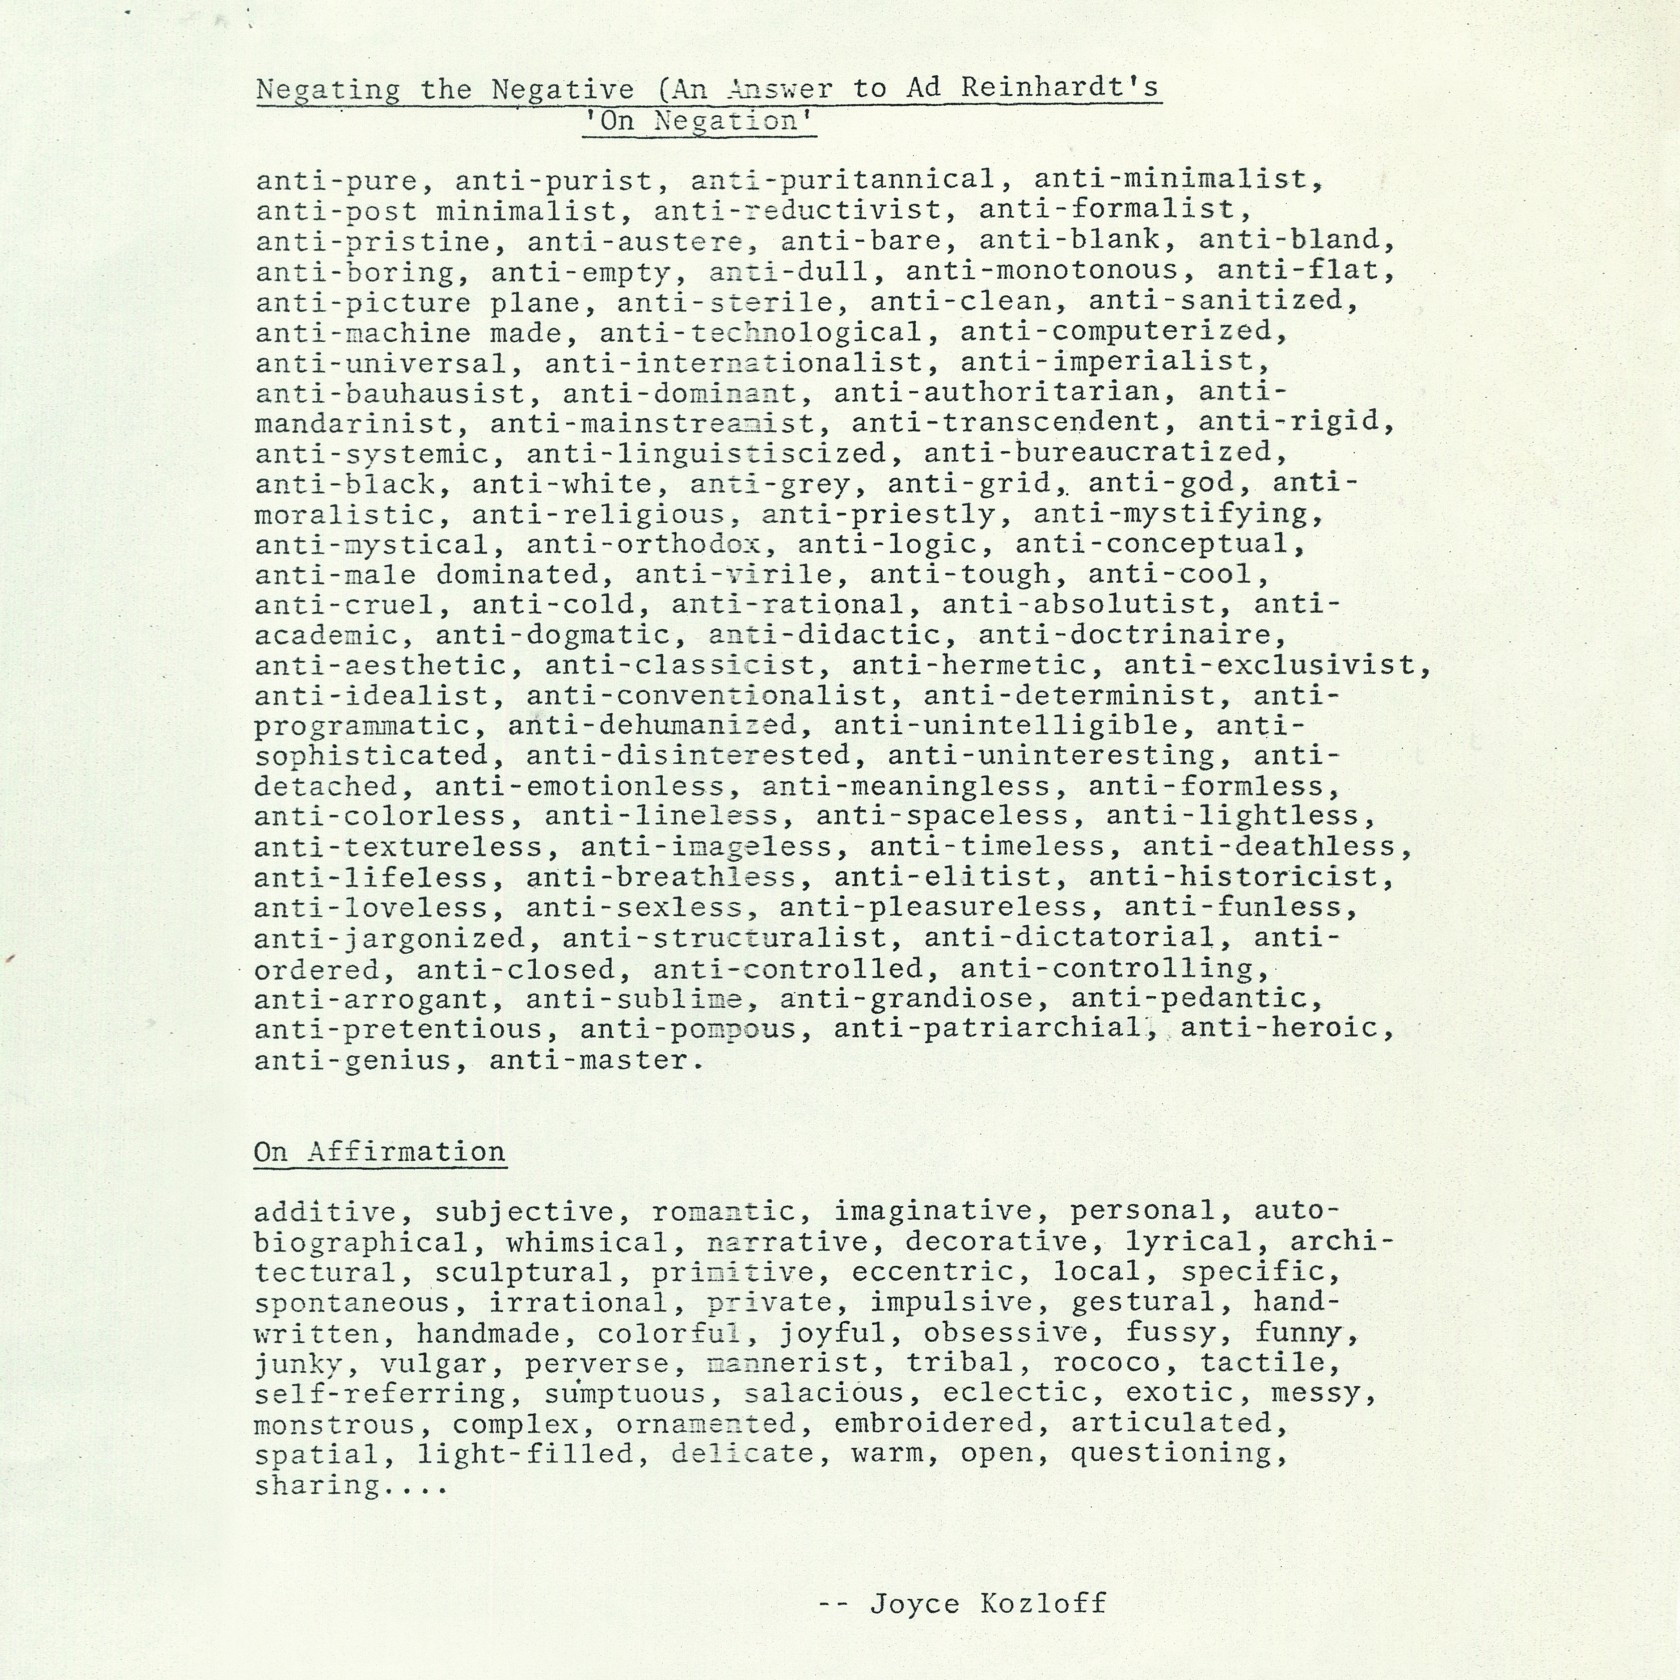 Negating the Negative (An Answer to Ad Reinhardt's
'On Negation'
anti-pure, anti-purist, anti-puritannical, anti-minimalist,
anti-post minimalist, anti-reductivist, anti-formalist,
anti-pristine, anti-austere, anti-bare, anti-blank, anti-bland,
anti-boring, anti-empty, anti-dull, anti-monotonous, anti-flat,
anti-picture plane, anti-sterile, anti-clean, anti-sanitized,
anti-machine made, anti-technological, anti-computerized,
anti-universal, anti-internationalist, anti-imperialist,
anti-bauhausist, anti-dominant, anti-authoritarian, anti-
mandarinist, anti-mainstreamist, anti-transcendent, anti-rigid,
anti-systemic, anti-linguistiscized, anti-bureaucratized,
anti-black, anti-white, anti-grey, anti-grid, anti-god, anti-
moralistic, anti-religious, anti-priestly, anti-mystifying,
anti-mystical, anti-orthodox, anti-logic, anti-conceptual,
anti-male dominated, anti-virile, anti-tough, anti-cool,
anti-cruel, anti-cold, anti-rational, anti-absolutist, anti-
academic, anti-dogmatic, anti-didactic, anti-doctrinaire,
anti-aesthetic, anti-classicist, anti-hermetic, anti-exclusivist,
anti-idealist, anti-conventionalist, anti-determinist, anti-
programmatic, anti-dehumanized, anti-unintelligible, anti-
sophisticated, anti-disinterested, anti-uninteresting, anti-
detached, anti-emotionless, anti-meaningless, anti-formless,
anti-colorless, anti-lineless, anti-spaceless, anti-lightless,
anti-textureless, anti-imageless, anti-timeless, anti-deathless,
anti-lifeless, anti-breathless, anti-elitist, anti-historicist,
anti-loveless, anti-sexless, anti-pleasureless, anti-funless,
anti-jargonized, anti-structuralist, anti-dictatorial, anti-
ordered, anti-closed, anti-controlled, anti-controlling,
anti-arrogant, anti-sublime, anti-grandiose, anti-pedantic,
anti-pretentious, anti-pompous, anti-patriarchial, anti-heroic,
anti-genius, anti-master.
On Affirmation
additive, subjective, romantic, imaginative, personal, auto-
biographical, whimsical, narrative, decorative, lyrical, archi-
tectural, sculptural, primitive, eccentric, local, specific,
spontaneous, irrational, private, impulsive, gestural, hand-
written, handmade, colorful, joyful, obsessive, fussy, funny,
junky, vulgar, perverse, mannerist, tribal, rococo, tactile,
self-referring, sumptuous, salacious, eclectic, exotic, messy,
monstrous, complex, ornamented, embroidered, articulated,
spatial, light-filled, delicate, warm, open, questioning,
sharing....
-- Joyce Kozloff